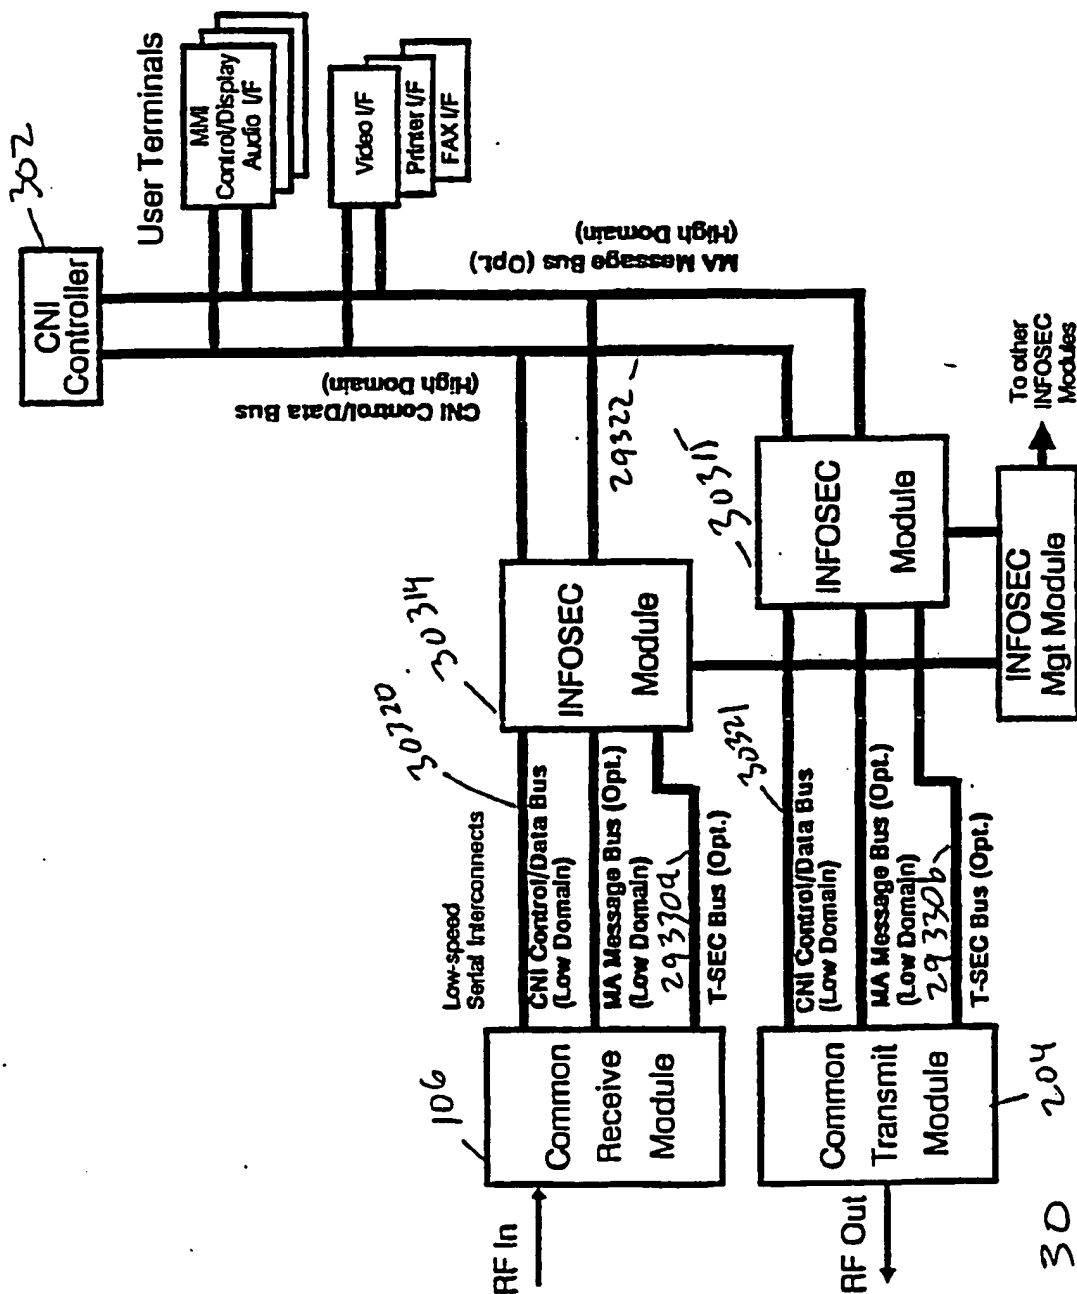 302
CNI
Controller
User Terminals
MMI
Control/Display
Audio I/F
Video I/F
Printer I/F
FAX I/F
CNI Control/Data Bus
(High Domain)
MA Message Bus (Opt.)
(High Domain)
29322
30314
INFOSEC
Module
30315
INFOSEC
Module
INFOSEC
Mgt Module
To other
INFOSEC
Modules
30320
Low-speed
Serial Interconnects
CNI Control/Data Bus
(Low Domain)
MA Message Bus (Opt.)
(Low Domain)
29330a
T-SEC Bus (Opt.)
30321
CNI Control/Data Bus
(Low Domain)
MA Message Bus (Opt.)
(Low Domain)
29330b
T-SEC Bus (Opt.)
106
Common
Receive
Module
RF In
Common
Transmit
Module
204
RF Out
30